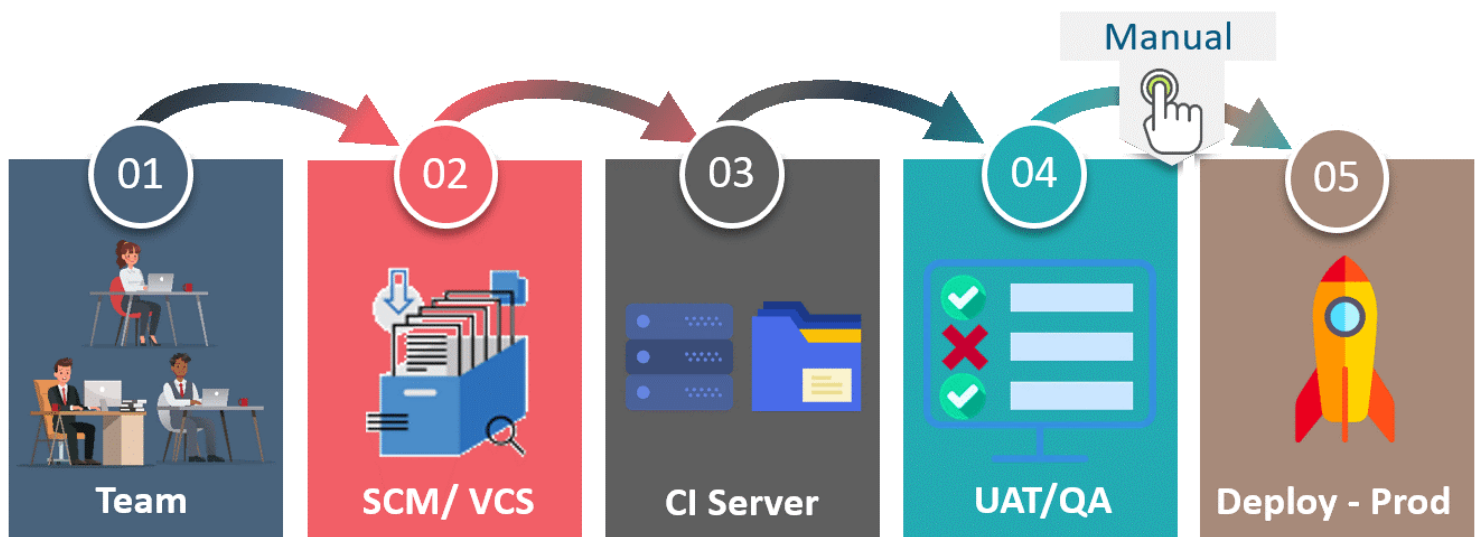 Manual
01
02
03
04
05
Team
SCM/ VCS
CI Server
UAT/QA
Deploy - Prod